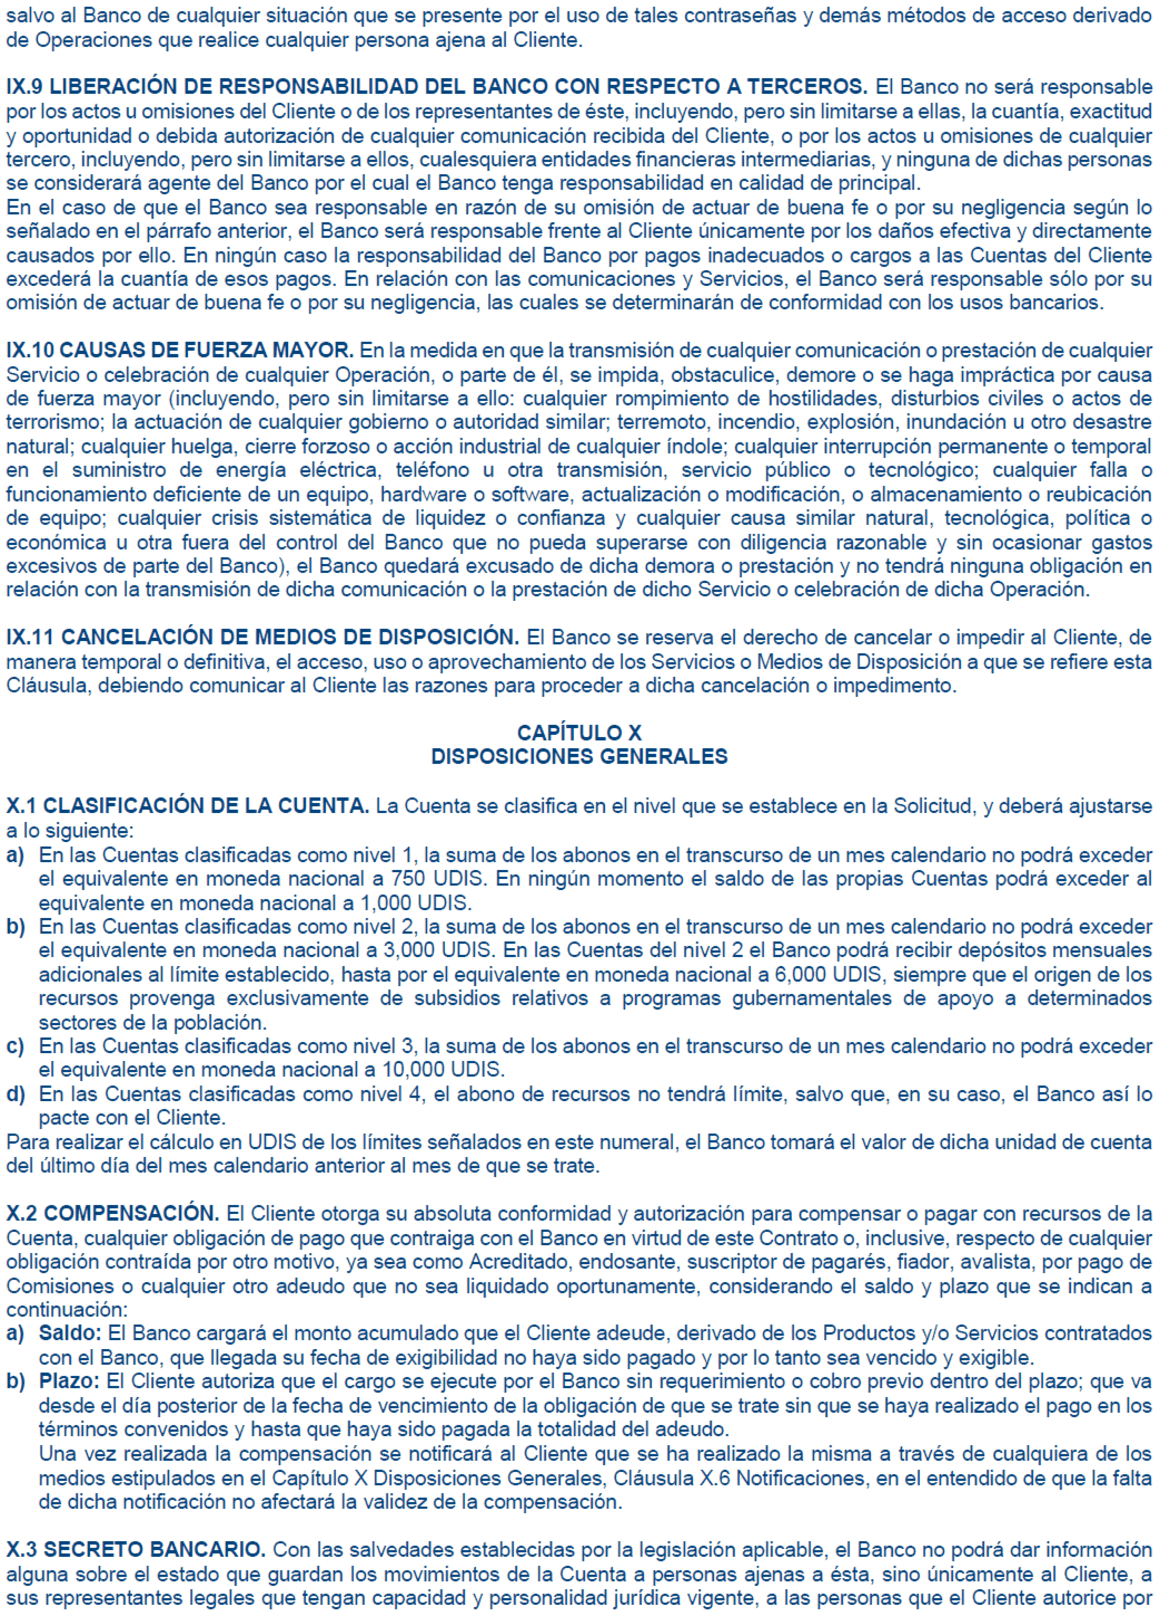 salvo al Banco de cualquier situación que se presente por el uso de tales contraseñas y demás métodos de acceso derivado
de Operaciones que realice cualquier persona ajena al Cliente.
IX.9 LIBERACIÓN DE RESPONSABILIDAD DEL BANCO CON RESPECTO A TERCEROS. El Banco no será responsable
por los actos u omisiones del Cliente o de los representantes de éste, incluyendo, pero sin limitarse a ellas, la cuantía, exactitud
y oportunidad o debida autorización de cualquier comunicación recibida del Cliente, o por los actos u omisiones de cualquier
tercero, incluyendo, pero sin limitarse a ellos, cualesquiera entidades financieras intermediarias, y ninguna de dichas personas
se considerará agente del Banco por el cual el Banco tenga responsabilidad en calidad de principal.
En el caso de que el Banco sea responsable en razón de su omisión de actuar de buena fe o por su negligencia según lo
señalado en el párrafo anterior, el Banco será responsable frente al Cliente únicamente por los daños efectiva y directamente
causados por ello. En ningún caso la responsabilidad del Banco por pagos inadecuados o cargos a las Cuentas del Cliente
excederá la cuantía de esos pagos. En relación con las comunicaciones y Servicios, el Banco será responsable sólo por su
omisión de actuar de buena fe o por su negligencia, las cuales se determinarán de conformidad con los usos bancarios.
IX.10 CAUSAS DE FUERZA MAYOR. En la medida en que la transmisión de cualquier comunicación o prestación de cualquier
Servicio o celebración de cualquier Operación, o parte de él, se impida, obstaculice, demore o se haga impráctica por causa
de fuerza mayor (incluyendo, pero sin limitarse a ello: cualquier rompimiento de hostilidades, disturbios civiles o actos de
terrorismo; la actuación de cualquier gobierno o autoridad similar; terremoto, incendio, explosión, inundación u otro desastre
natural; cualquier huelga, cierre forzoso o acción industrial de cualquier índole; cualquier interrupción permanente o temporal
en el suministro de energía eléctrica, teléfono u otra transmisión, servicio público o tecnológico; cualquier falla o
funcionamiento deficiente de un equipo, hardware o software, actualización o modificación, o almacenamiento o reubicación
de equipo; cualquier crisis sistemática de liquidez o confianza y cualquier causa similar natural, tecnológica, política o
económica u otra fuera del control del Banco que no pueda superarse con diligencia razonable y sin ocasionar gastos
excesivos de parte del Banco), el Banco quedará excusado de dicha demora o prestación y no tendrá ninguna obligación en
relación con la transmisión de dicha comunicación o la prestación de dicho Servicio o celebración de dicha Operación.
IX.11 CANCELACIÓN DE MEDIOS DE DISPOSICIÓN. El Banco se reserva el derecho de cancelar o impedir al Cliente, de
manera temporal o definitiva, el acceso, uso o aprovechamiento de los Servicios o Medios de Disposición a que se refiere esta
Cláusula, debiendo comunicar al Cliente las razones para proceder a dicha cancelación o impedimento.
CAPÍTULO X
DISPOSICIONES GENERALES
X.1 CLASIFICACIÓN DE LA CUENTA. La Cuenta se clasifica en el nivel que se establece en la Solicitud, y deberá ajustarse
a lo siguiente:
a) En las Cuentas clasificadas como nivel 1, la suma de los abonos en el transcurso de un mes calendario no podrá exceder
el equivalente en moneda nacional a 750 UDIS. En ningún momento el saldo de las propias Cuentas podrá exceder al
equivalente en moneda nacional a 1,000 UDIS.
b) En las Cuentas clasificadas como nivel 2, la suma de los abonos en el transcurso de un mes calendario no podrá exceder
el equivalente en moneda nacional a 3,000 UDIS. En las Cuentas del nivel 2 el Banco podrá recibir depósitos mensuales
adicionales al límite establecido, hasta por el equivalente en moneda nacional a 6,000 UDIS, siempre que el origen de los
recursos provenga exclusivamente de subsidios relativos a programas gubernamentales de apoyo a determinados
sectores de la población.
c) En las Cuentas clasificadas como nivel 3, la suma de los abonos en el transcurso de un mes calendario no podrá exceder
el equivalente en moneda nacional a 10,000 UDIS.
d) En las Cuentas clasificadas como nivel 4, el abono de recursos no tendrá límite, salvo que, en su caso, el Banco así lo
pacte con el Cliente.
Para realizar el cálculo en UDIS de los límites señalados en este numeral, el Banco tomará el valor de dicha unidad de cuenta
del último día del mes calendario anterior al mes de que se trate.
X.2 COMPENSACIÓN. El Cliente otorga su absoluta conformidad y autorización para compensar o pagar con recursos de la
Cuenta, cualquier obligación de pago que contraiga con el Banco en virtud de este Contrato o, inclusive, respecto de cualquier
obligación contraída por otro motivo, ya sea como Acreditado, endosante, suscriptor de pagarés, fiador, avalista, por pago de
Comisiones o cualquier otro adeudo que no sea liquidado oportunamente, considerando el saldo y plazo que se indican a
continuación:
a) Saldo: El Banco cargará el monto acumulado que el Cliente adeude, derivado de los Productos y/o Servicios contratados
con el Banco, que llegada su fecha de exigibilidad no haya sido pagado y por lo tanto sea vencido y exigible.
b) Plazo: El Cliente autoriza que el cargo se ejecute por el Banco sin requerimiento o cobro previo dentro del plazo; que va
desde el día posterior de la fecha de vencimiento de la obligación de que se trate sin que se haya realizado el pago en los
términos convenidos y hasta que haya sido pagada la totalidad del adeudo.
Una vez realizada la compensación se notificará al Cliente que se ha realizado la misma a través de cualquiera de los
medios estipulados en el Capítulo X Disposiciones Generales, Cláusula X.6 Notificaciones, en el entendido de que la falta
de dicha notificación no afectará la validez de la compensación.
X.3 SECRETO BANCARIO. Con las salvedades establecidas por la legislación aplicable, el Banco no podrá dar información
alguna sobre el estado que guardan los movimientos de la Cuenta a personas ajenas a ésta, sino únicamente al Cliente, a
sus representantes legales que tengan capacidad y personalidad jurídica vigente, a las personas que el Cliente autorice por